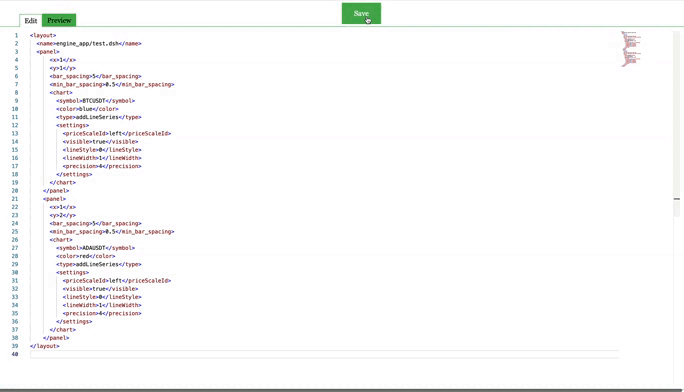 Save
Edit Preview
1 <layout>
2 <name>engine_app/test.dsh</name>
3 <panel>
4 <x>1</x>
5 <y>1</y>
6 <bar_spacing>5</bar_spacing>
7 <min_bar_spacing>0.5</min_bar_spacing>
8 <chart>
9 <symbol>BTCUSDT</symbol>
10 <color>blue</color>
11 <type>addLineSeries</type>
12 <settings>
13 <priceScaleId>left</priceScaleId>
14 <visible>true</visible>
15 <lineStyle>0</lineStyle>
16 <lineWidth>1</lineWidth>
17 <precision>4</precision>
18 </settings>
19 </chart>
20 </panel>
21 <panel>
22 <x>1</x>
23 <y>2</y>
24 <bar_spacing>5</bar_spacing>
25 <min_bar_spacing>0.5</min_bar_spacing>
26 <chart>
27 <symbol>ADAUSDT</symbol>
28 <color>red</color>
29 <type>addLineSeries</type>
30 <settings>
31 <priceScaleId>left</priceScaleId>
32 <visible>true</visible>
33 <lineStyle>0</lineStyle>
34 <lineWidth>1</lineWidth>
35 <precision>4</precision>
36 </settings>
37 </chart>
38 </panel>
39 </layout>
40